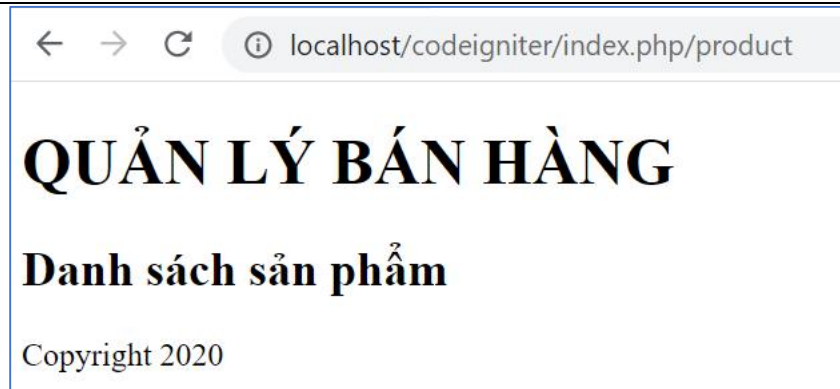 localhost/codeigniter/index.php/product
QUẢN LÝ BÁN HÀNG
Danh sách sản phẩm
Copyright 2020